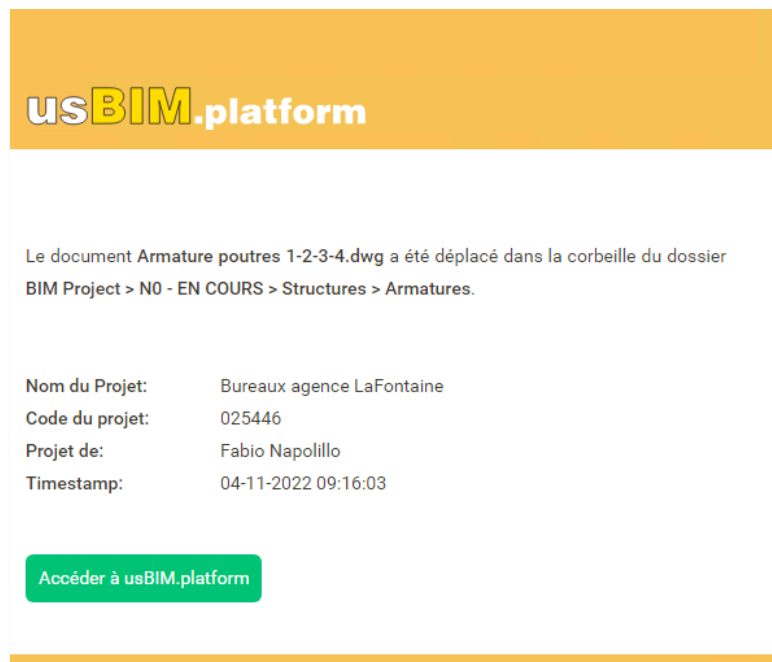 usBIM.platform
Le document Armature poutres 1-2-3-4.dwg a été déplacé dans la corbeille du dossier
BIM Project > N0 - EN COURS > Structures > Armatures.
Nom du Projet: Bureaux agence LaFontaine
Code du projet: 025446
Projet de: Fabio Napolillo
Timestamp: 04-11-2022 09:16:03
Accéder à usBIM.platform